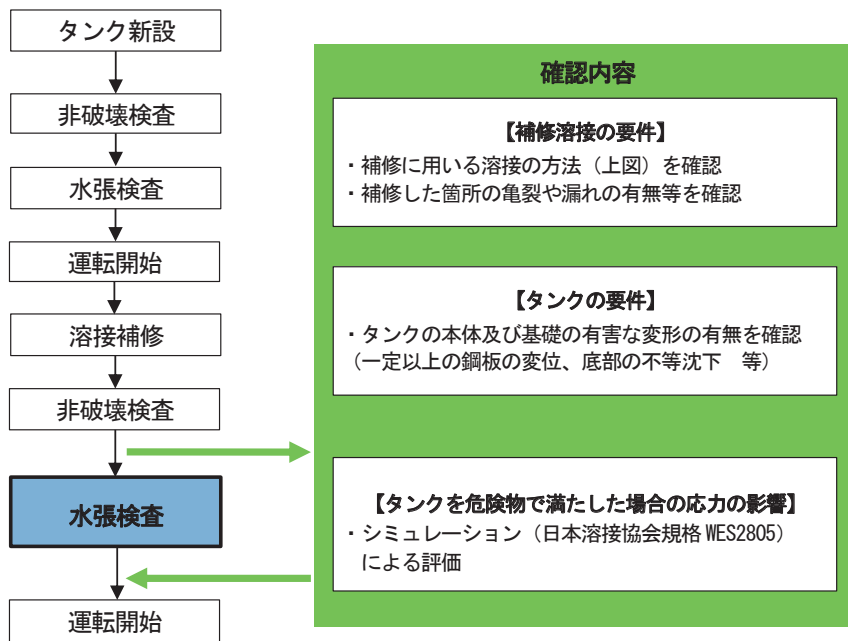 タンク新設
非破壊検査
水張検査
運転開始
溶接補修
非破壊検査
水張検査
運転開始
確認内容
【補修溶接の要件】
・補修に用いる溶接の方法（上図）を確認
・補修した箇所の亀裂や漏れの有無等を確認
【タンクの要件】
・タンクの本体及び基礎の有害な変形の有無を確認
（一定以上の鋼板の変位、底部の不等沈下　等）
【タンクを危険物で満たした場合の応力の影響】
・シミュレーション（日本溶接協会規格 WES2805）
による評価